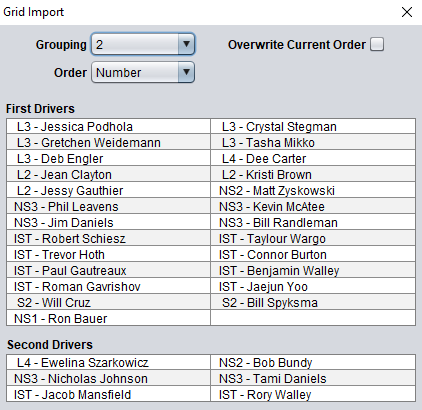 Grid Import
Grouping 2 Overwrite Current Order
Order Number
First Drivers
L3 - Jessica Podhola L3 - Crystal Stegman
L3 - Gretchen Weidemann L3 - Tasha Mikko
L3 - Deb Engler L4 - Dee Carter
L2 - Jean Clayton L2 - Kristi Brown
L2 - Jessy Gauthier NS2 - Matt Zyskowski
NS3 - Phil Leavens NS3 - Kevin McAtee
NS3 - Jim Daniels NS3 - Bill Randleman
IST - Robert Schiesz IST - Taylour Wargo
IST - Trevor Hoth IST - Connor Burton
IST - Paul Gautreaux IST - Benjamin Walley
IST - Roman Gavrishov IST - Jaejun Yoo
S2 - Will Cruz S2 - Bill Spyksma
NS1 - Ron Bauer
Second Drivers
L4 - Ewelina Szarkowicz NS2 - Bob Bundy
NS3 - Nicholas Johnson NS3 - Tami Daniels
IST - Jacob Mansfield IST - Rory Walley